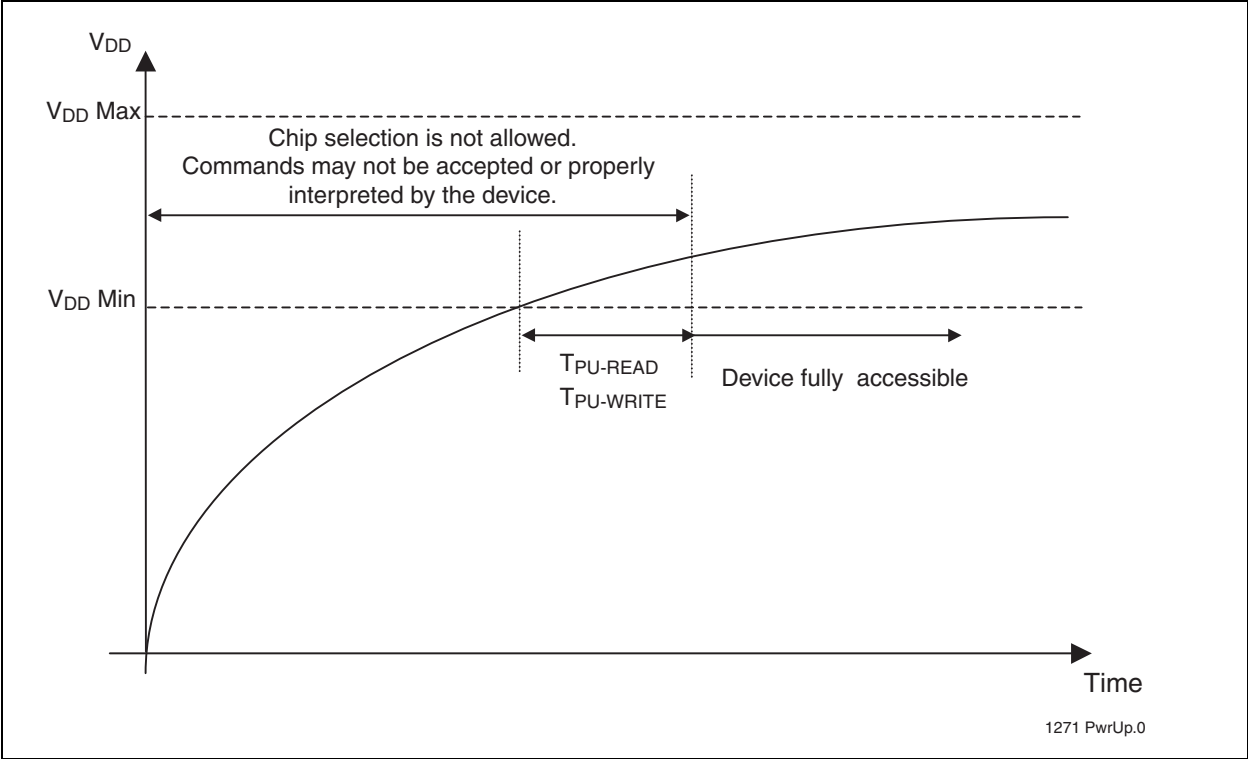 VDD
VDD Max
Chip selection is not allowed.
Commands may not be accepted or properly
interpreted by the device.
VDD Min
TPU-READ
TPU-WRITE
Device fully accessible
Time
1271 PwrUp.0